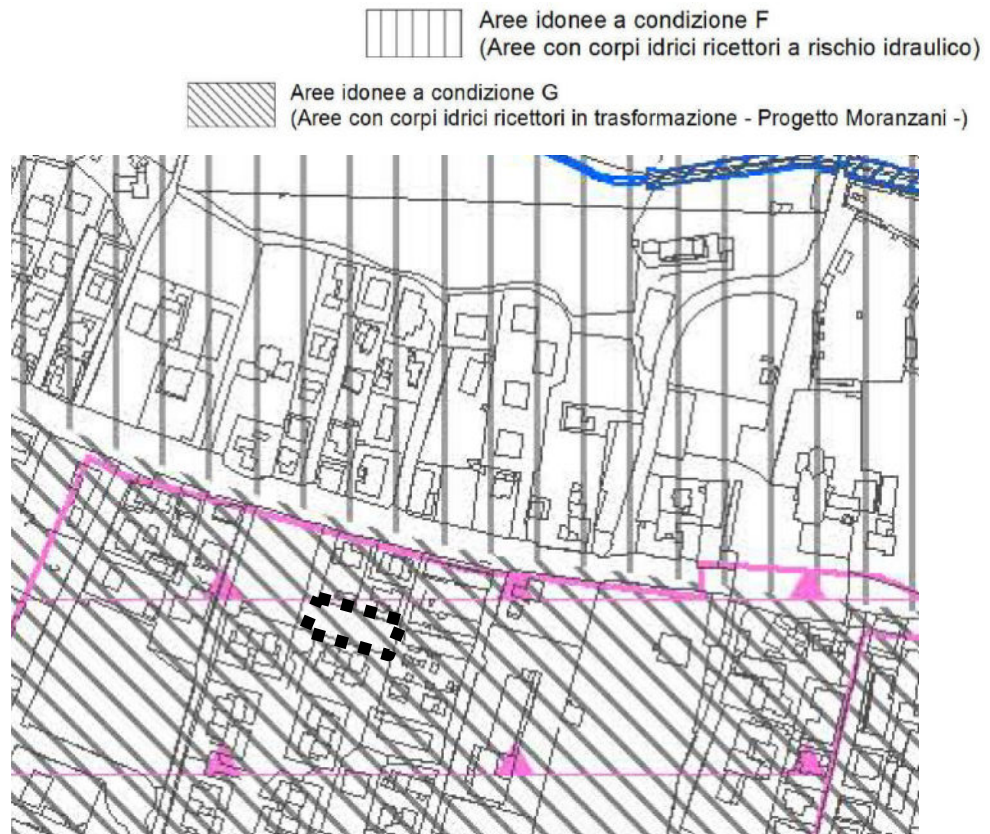 Aree idonee a condizione F
(Aree con corpi idrici ricettori a rischio idraulico)
Aree idonee a condizione G
(Aree con corpi idrici ricettori in trasformazione - Progetto Moranzani -)